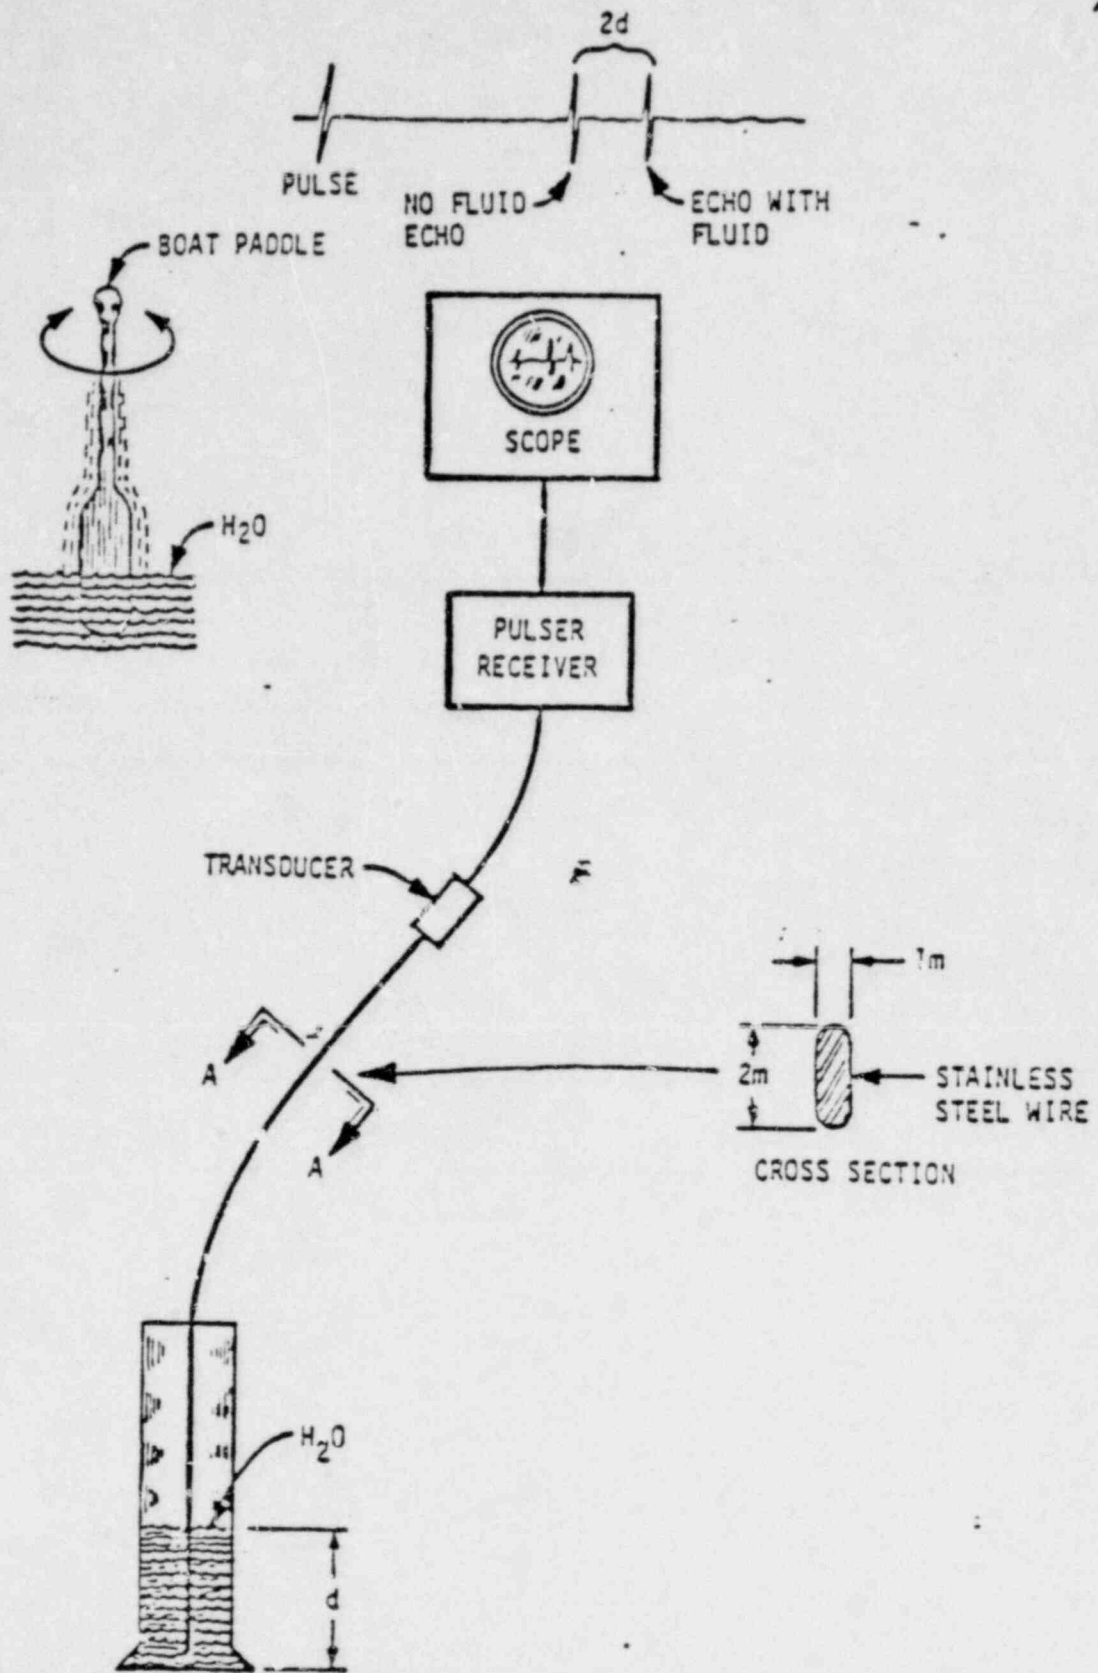 2d
PULSE
NO FLUID
ECHO
ECHO WITH
FLUID
BOAT PADDLE
SCOPE
H2O
PULSER
RECEIVER
TRANSDUCER
1m
A
2m
STAINLESS
STEEL WIRE
A
CROSS SECTION
H2O
d